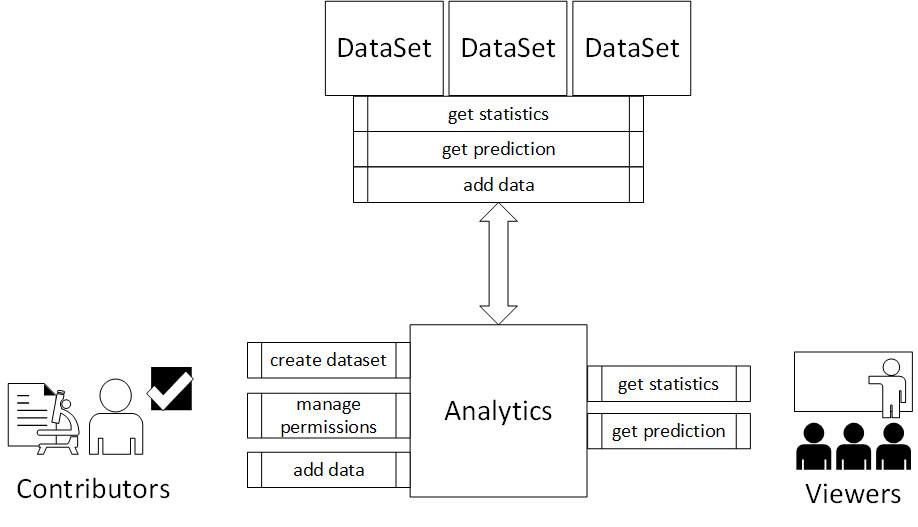 DataSet DataSet DataSet
get statistics
get prediction
add data
create dataset
manage
permissions
add data
Analytics
get statistics
get prediction
Contributors
Viewers